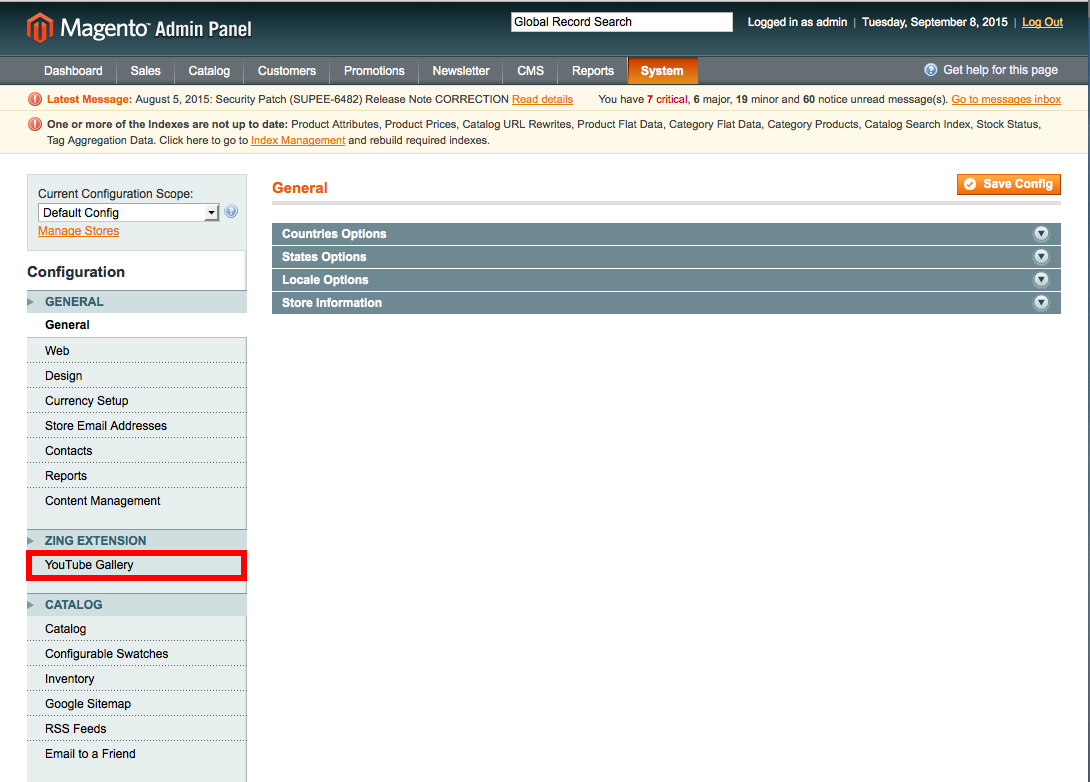 Magento™ Admin Panel
Global Record Search
Logged in as admin | Tuesday, September 8, 2015 | Log Out
Dashboard Sales Catalog Customers Promotions Newsletter CMS Reports System Get help for this page
Latest Message: August 5, 2015: Security Patch (SUPEE-6482) Release Note CORRECTION Read details You have 7 critical, 6 major, 19 minor and 60 notice unread message(s). Go to messages inbox
One or more of the Indexes are not up to date: Product Attributes, Product Prices, Catalog URL Rewrites, Product Flat Data, Category Flat Data, Category Products, Catalog Search Index, Stock Status,
Tag Aggregation Data. Click here to go to Index Management and rebuild required indexes.
Current Configuration Scope:
Default Config
Manage Stores
Configuration
GENERAL
General
Web
Design
Currency Setup
Store Email Addresses
Contacts
Reports
Content Management
ZING EXTENSION
YouTube Gallery
CATALOG
Catalog
Configurable Swatches
Inventory
Google Sitemap
RSS Feeds
Email to a Friend
General
Save Config
Countries Options
States Options
Locale Options
Store Information